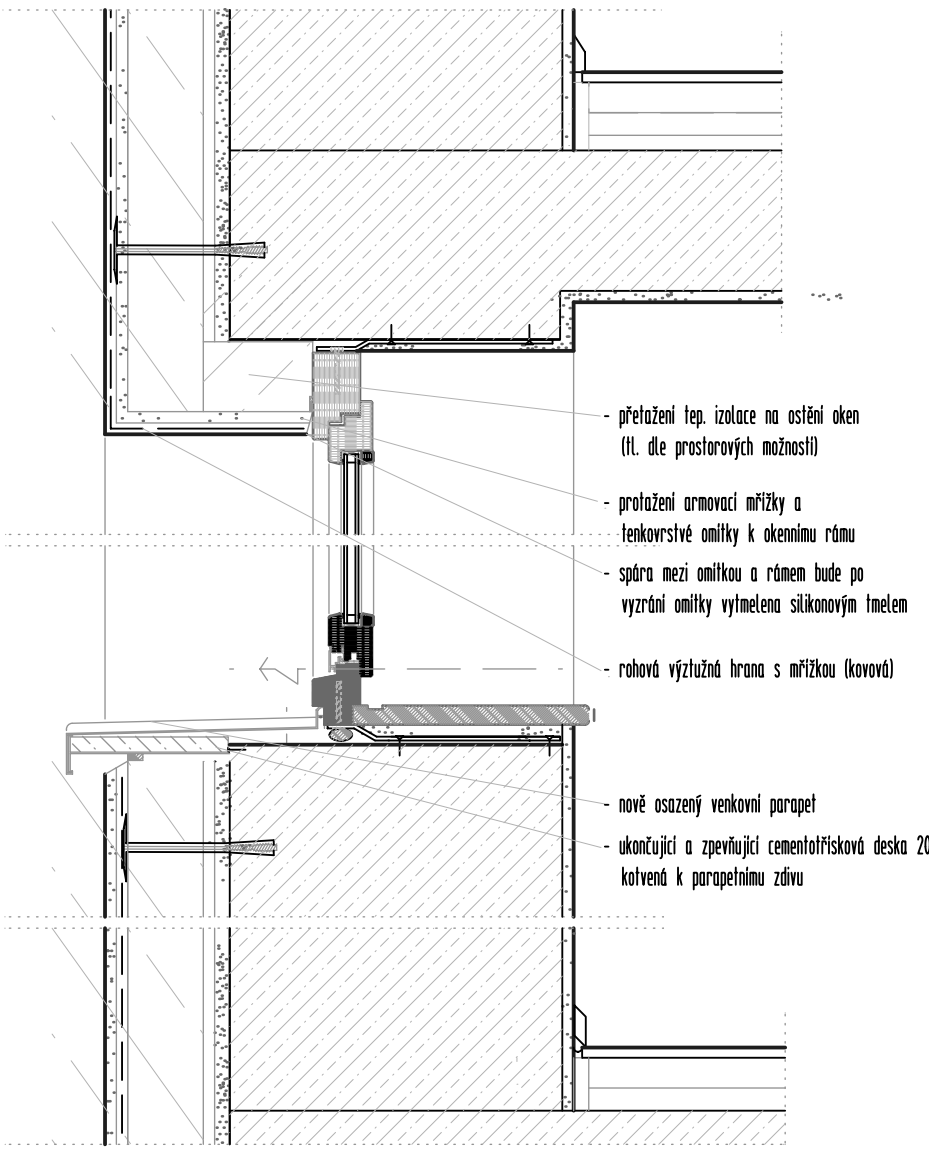 - přetažení tep. izolace na ostění oken
(tl. dle prostorových možností)
- protažení armovací mřížky a
tenkovrstvé omítky k okennímu rámu
- spára mezi omítkou a rámem bude po
vyzrání omítky vytmelena silikonovým tmelem
- rohová výztužná hrana s mřížkou (kovová)
- nově osazený venkovní parapet
- ukončující a zpevňující cementotřísková deska 20
kotvená k parapetnímu zdivu